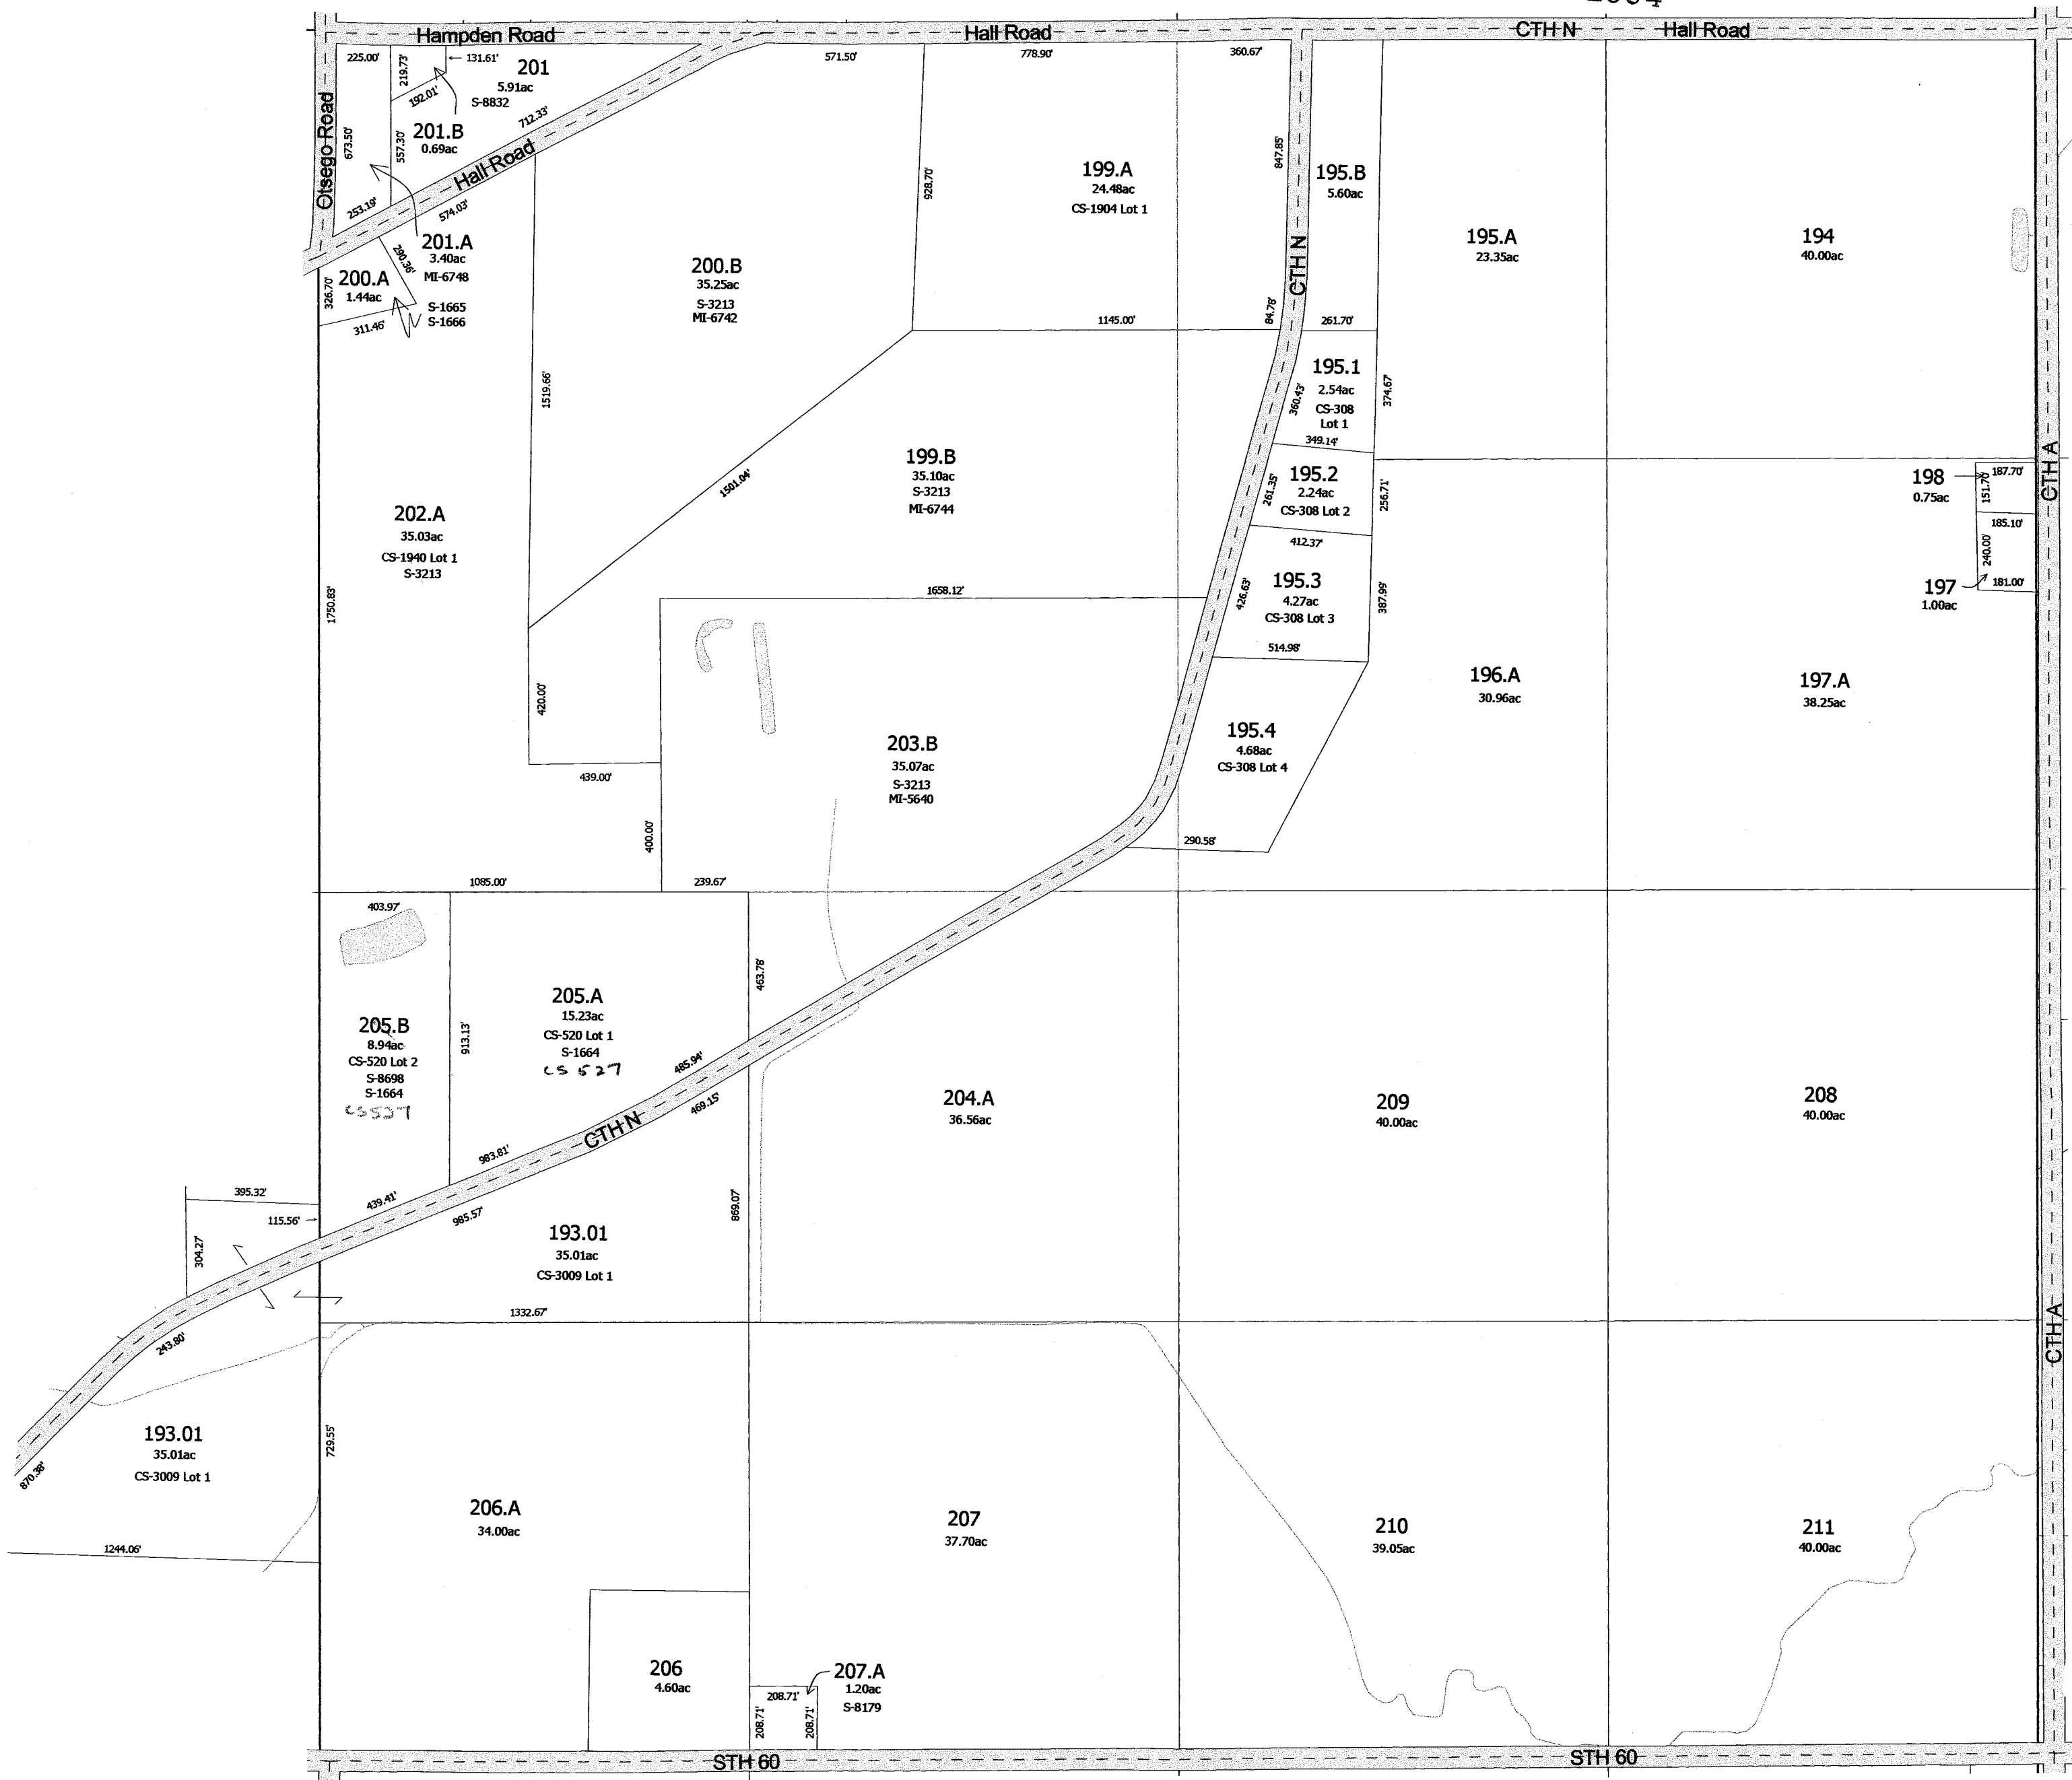 Hampden Road
Hall Road
CTH N
Hall Road
225.00'
219.73'
131.61'
201
5.91ac
S-8832
192.01'
712.33'
571.50'
778.90'
360.67'
Otsego Road
673.50'
557.30'
201.B
0.69ac
Hall Road
253.19'
574.03'
928.70'
199.A
24.48ac
CS-1904 Lot 1
847.85'
195.B
5.60ac
CTH N
195.A
23.35ac
194
40.00ac
201.A
3.40ac
MI-6748
S-1665
S-1666
290.36'
200.A
1.44ac
326.70'
311.46'
200.B
35.25ac
S-3213
MI-6742
84.78'
1145.00'
261.70'
195.1
2.54ac
CS-308
Lot 1
360.43'
374.67'
349.14'
1519.66'
1501.04'
199.B
35.10ac
S-3213
MI-6744
195.2
2.24ac
CS-308 Lot 2
261.35'
256.71'
412.37'
198
0.75ac
187.70'
151.70'
185.10'
240.00'
181.00'
197
1.00ac
CTH A
202.A
35.03ac
CS-1940 Lot 1
S-3213
1750.83'
1658.12'
195.3
4.27ac
CS-308 Lot 3
426.63'
387.99'
514.98'
420.00'
439.00'
400.00'
203.B
35.07ac
S-3213
MI-5640
195.4
4.68ac
CS-308 Lot 4
290.58'
196.A
30.96ac
197.A
38.25ac
1085.00'
239.67'
403.97'
463.78'
205.B
8.94ac
CS-520 Lot 2
S-8698
S-1664
CS527
913.13'
205.A
15.23ac
CS-520 Lot 1
S-1664
CS 527
485.94'
469.15'
CTH N
204.A
36.56ac
209
40.00ac
208
40.00ac
983.81'
439.41'
985.57'
869.07'
395.32'
115.56'
304.27'
193.01
35.01ac
CS-3009 Lot 1
1332.67'
243.80'
CTH A
193.01
35.01ac
CS-3009 Lot 1
870.38'
729.55'
1244.06'
206.A
34.00ac
207
37.70ac
210
39.05ac
211
40.00ac
206
4.60ac
207.A
1.20ac
S-8179
208.71'
208.71'
208.71'
STH 60
STH 60